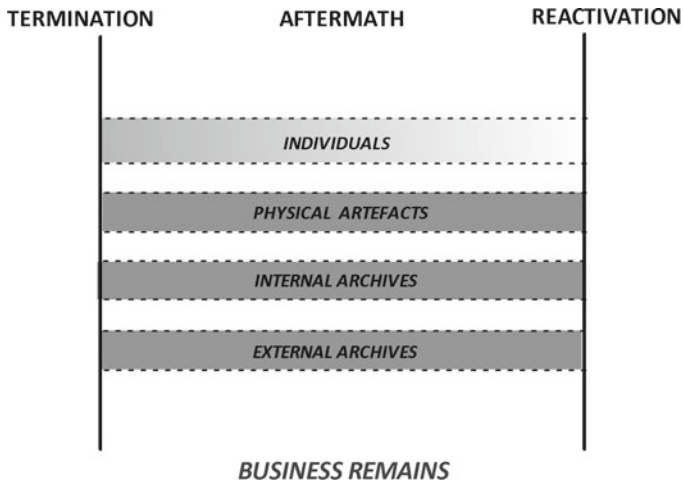 TERMINATION AFTERMATH REACTIVATION
INDIVIDUALS
PHYSICAL ARTEFACTS
INTERNAL ARCHIVES
EXTERNAL ARCHIVES
BUSINESS REMAINS